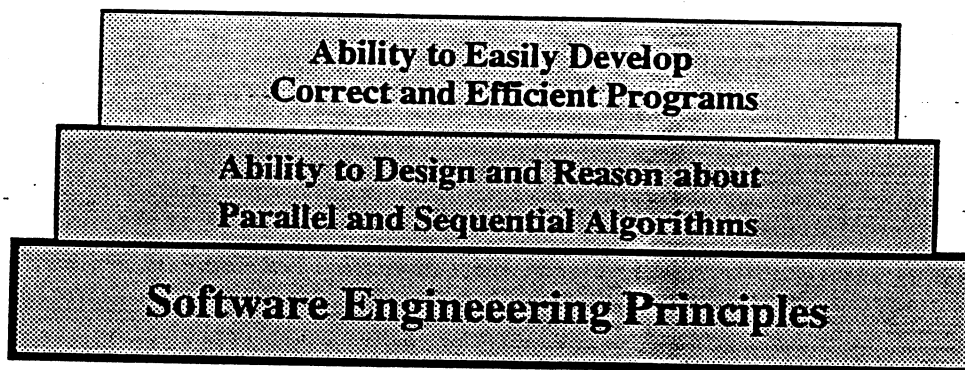 Ability to Easily Develop
Correct and Efficient Programs
Ability to Design and Reason about
Parallel and Sequential Algorithms
Software Engineeering Principles